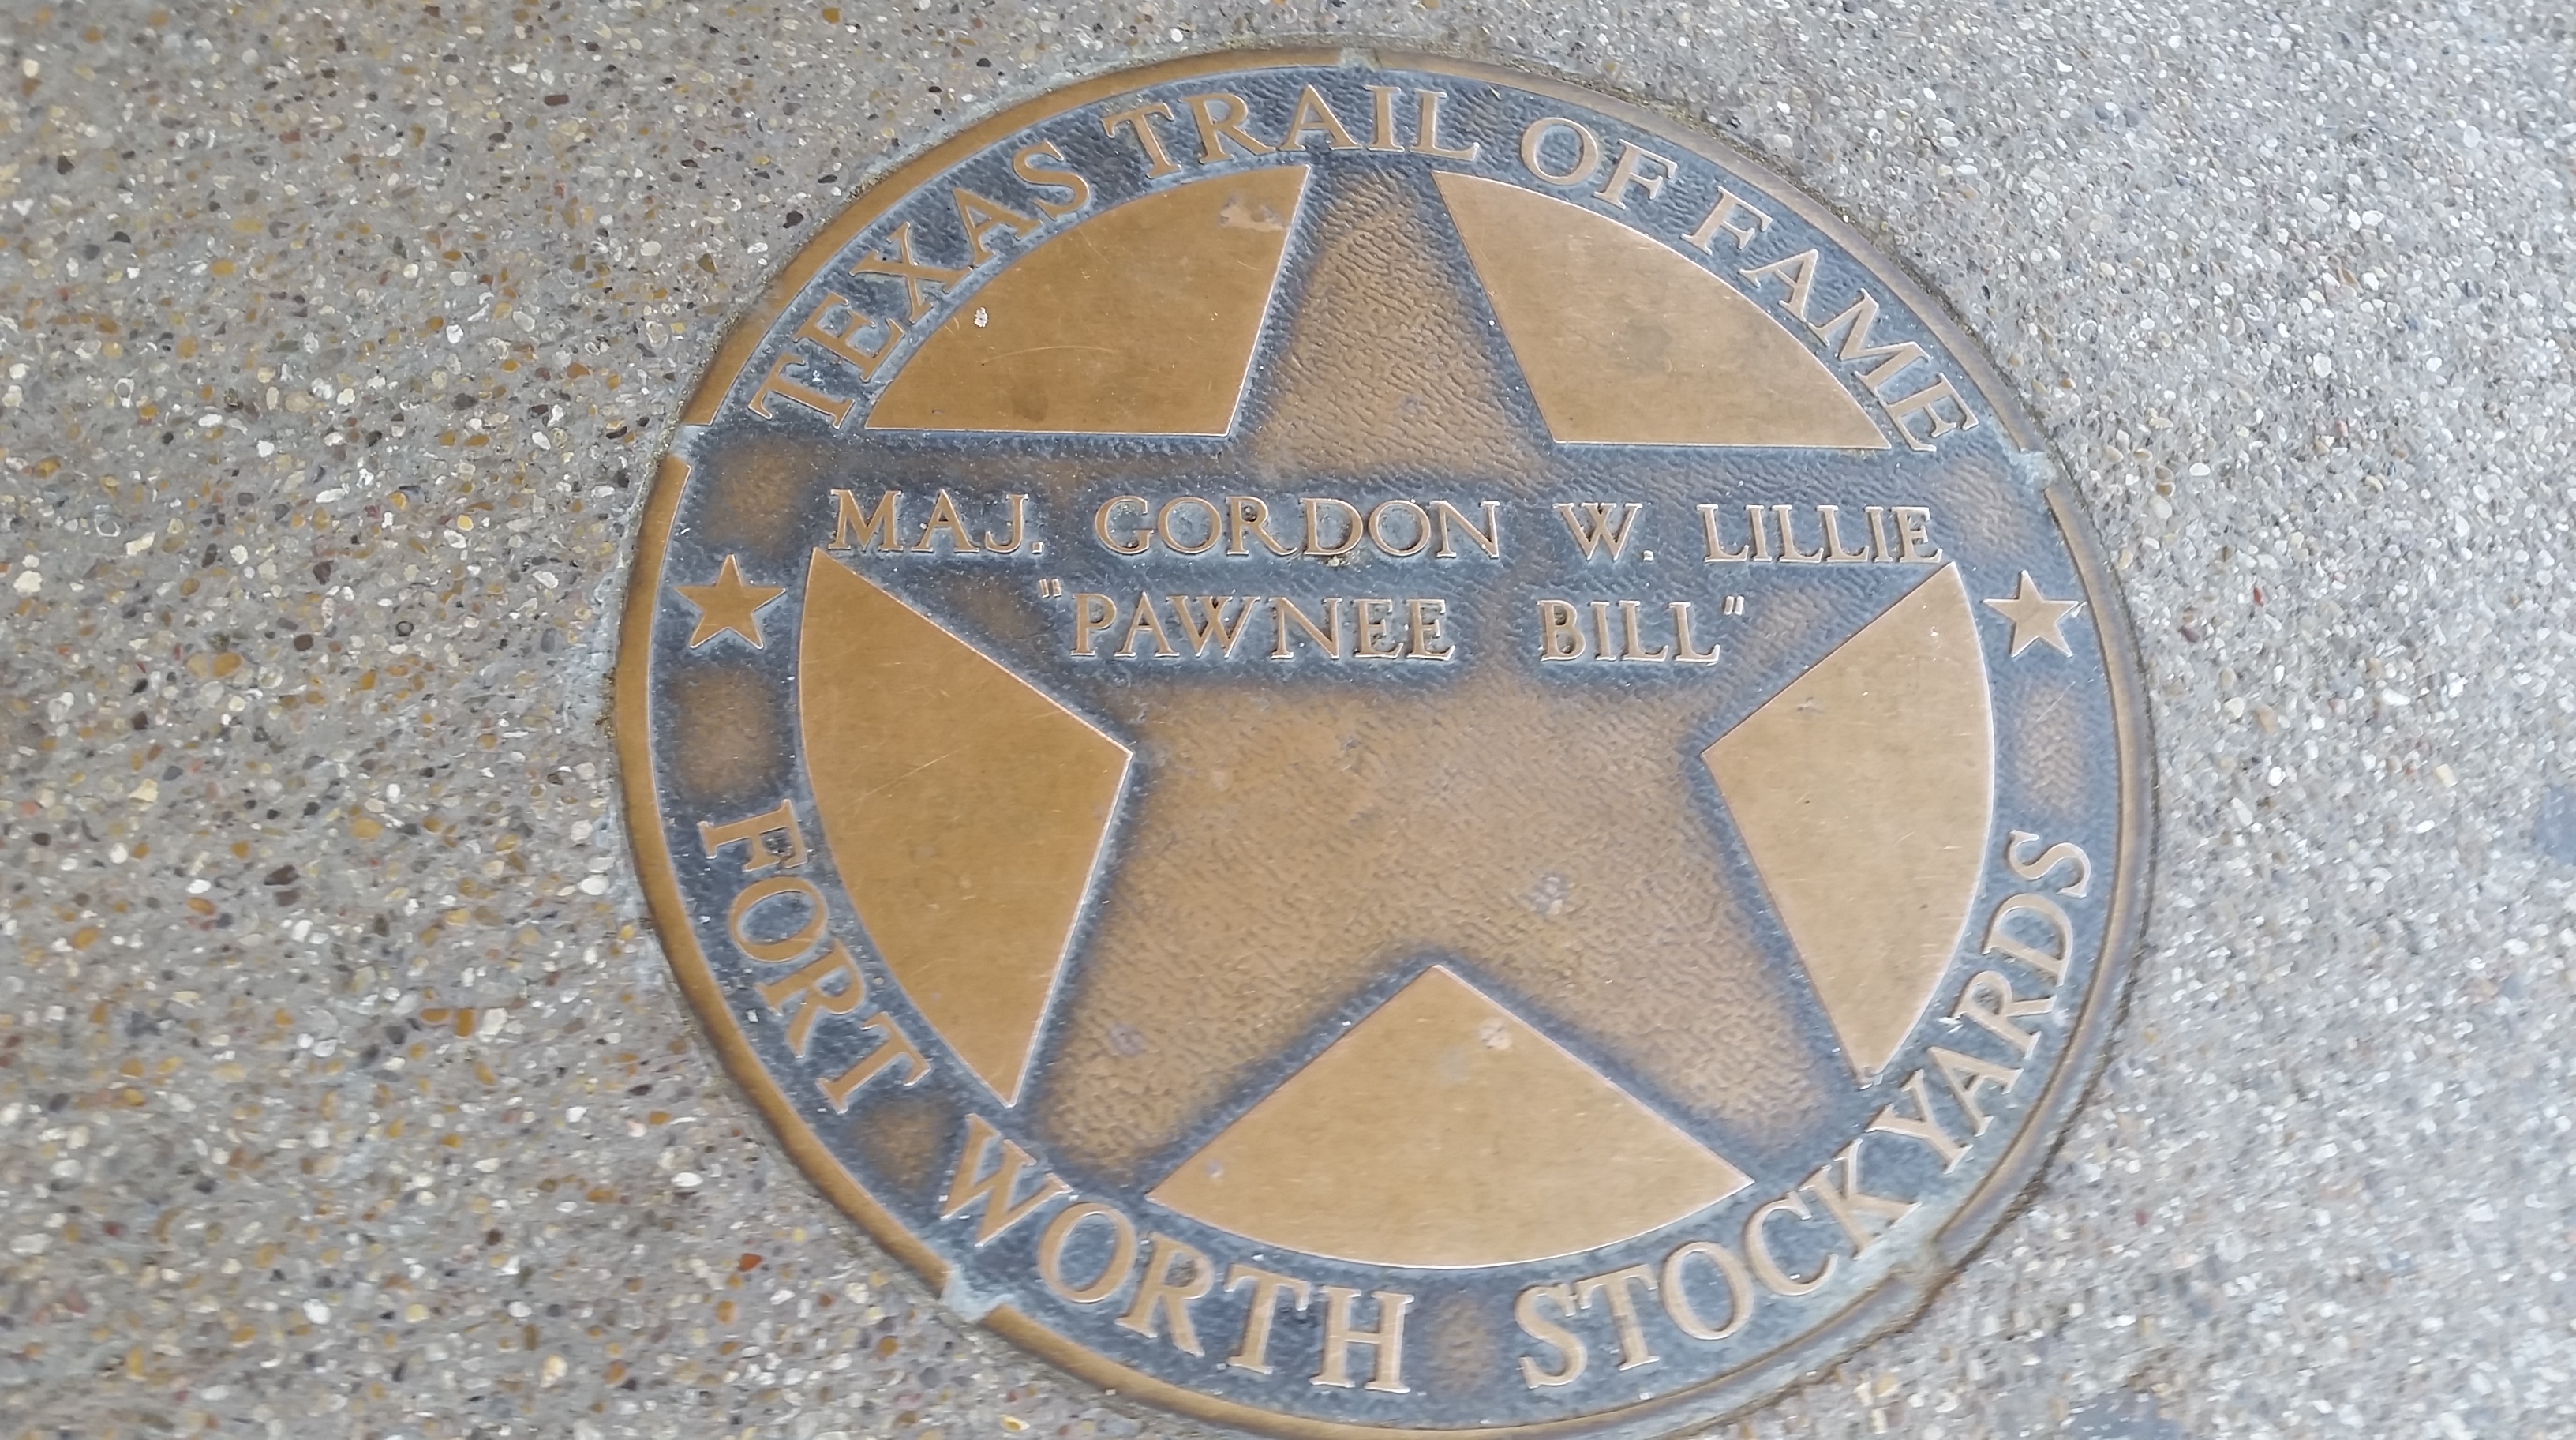 TEXAS TRAIL OF FAME
MAJ. GORDON W. LILLIE
"PAWNEE BILL"
FORT WORTH STOCKYARDS